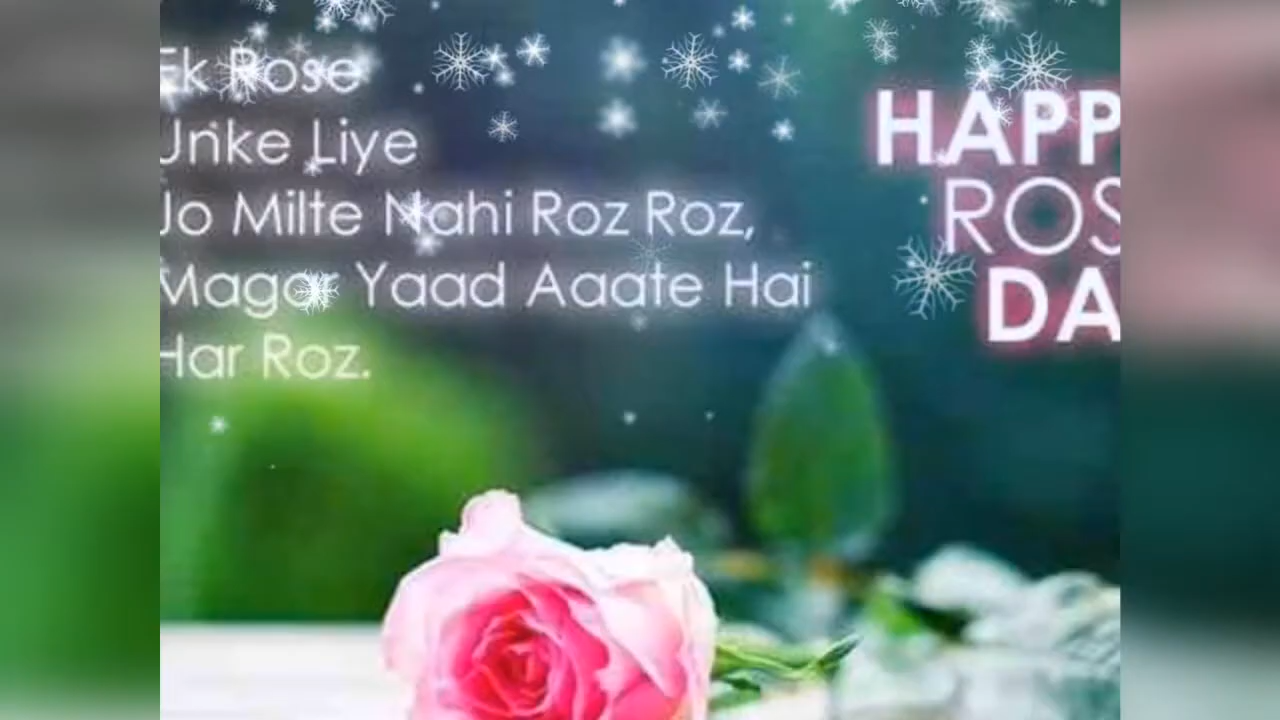 Ek Rose
Unke Liye
Jo Milte Nahi Roz Roz,
Magar Yaad Aaate Hai
Har Roz.
HAPP
ROS
DA